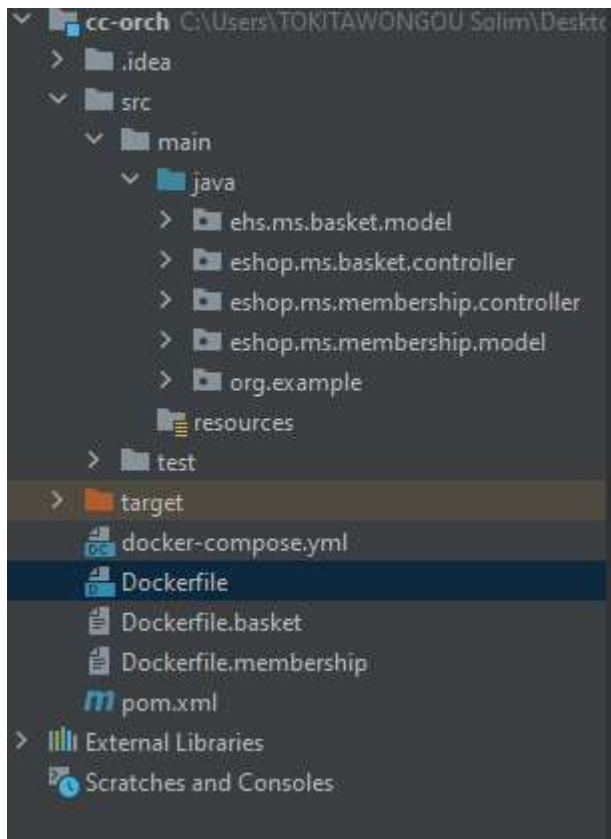 cc-orch C:\Users\TOKITAWONGOU Solim\Deskto
.idea
src
main
java
ehs.ms.basket.model
eshop.ms.basket.controller
eshop.ms.membership.controller
eshop.ms.membership.model
org.example
resources
test
target
docker-compose.yml
Dockerfile
Dockerfile.basket
Dockerfile.membership
pom.xml
External Libraries
Scratches and Consoles